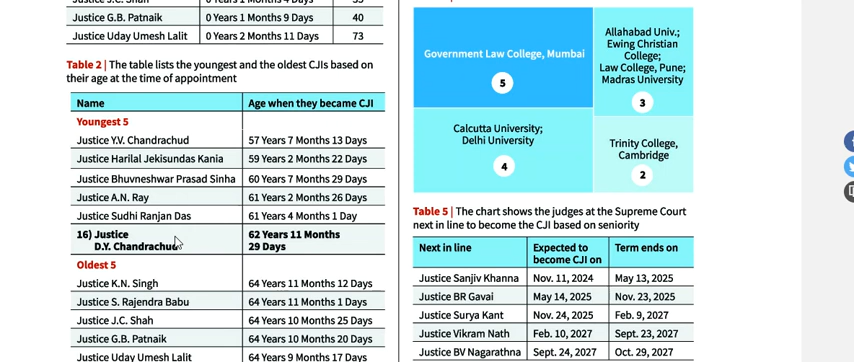 Justice J.C. Shah 0 Years 1 Months 4 Days 35
Justice G.B. Patnaik 0 Years 1 Months 9 Days 40
Justice Uday Umesh Lalit 0 Years 2 Months 11 Days 73
Table 2 | The table lists the youngest and the oldest CJIs based on
their age at the time of appointment
Name Age when they became CJI
Youngest 5
Justice Y.V. Chandrachud 57 Years 7 Months 13 Days
Justice Harilal Jekisundas Kania 59 Years 2 Months 22 Days
Justice Bhuvneshwar Prasad Sinha 60 Years 7 Months 29 Days
Justice A.N. Ray 61 Years 2 Months 26 Days
Justice Sudhi Ranjan Das 61 Years 4 Months 1 Day
16) Justice 62 Years 11 Months
D.Y. Chandrachud 29 Days
Oldest 5
Justice K.N. Singh 64 Years 11 Months 12 Days
Justice S. Rajendra Babu 64 Years 11 Months 1 Days
Justice J.C. Shah 64 Years 10 Months 25 Days
Justice G.B. Patnaik 64 Years 10 Months 20 Days
Justice Uday Umesh Lalit 64 Years 9 Months 17 Days
Government Law College, Mumbai
5
Allahabad Univ.;
Ewing Christian
College;
Law College, Pune;
Madras University
3
Calcutta University;
Delhi University
4
Trinity College,
Cambridge
2
Table 5 | The chart shows the judges at the Supreme Court
next in line to become the CJI based on seniority
Next in line Expected to Term ends on
become CJI on
Justice Sanjiv Khanna Nov. 11, 2024 May 13, 2025
Justice BR Gavai May 14, 2025 Nov. 23, 2025
Justice Surya Kant Nov. 24, 2025 Feb. 9, 2027
Justice Vikram Nath Feb. 10, 2027 Sept. 23, 2027
Justice BV Nagarathna Sept. 24, 2027 Oct. 29, 2027